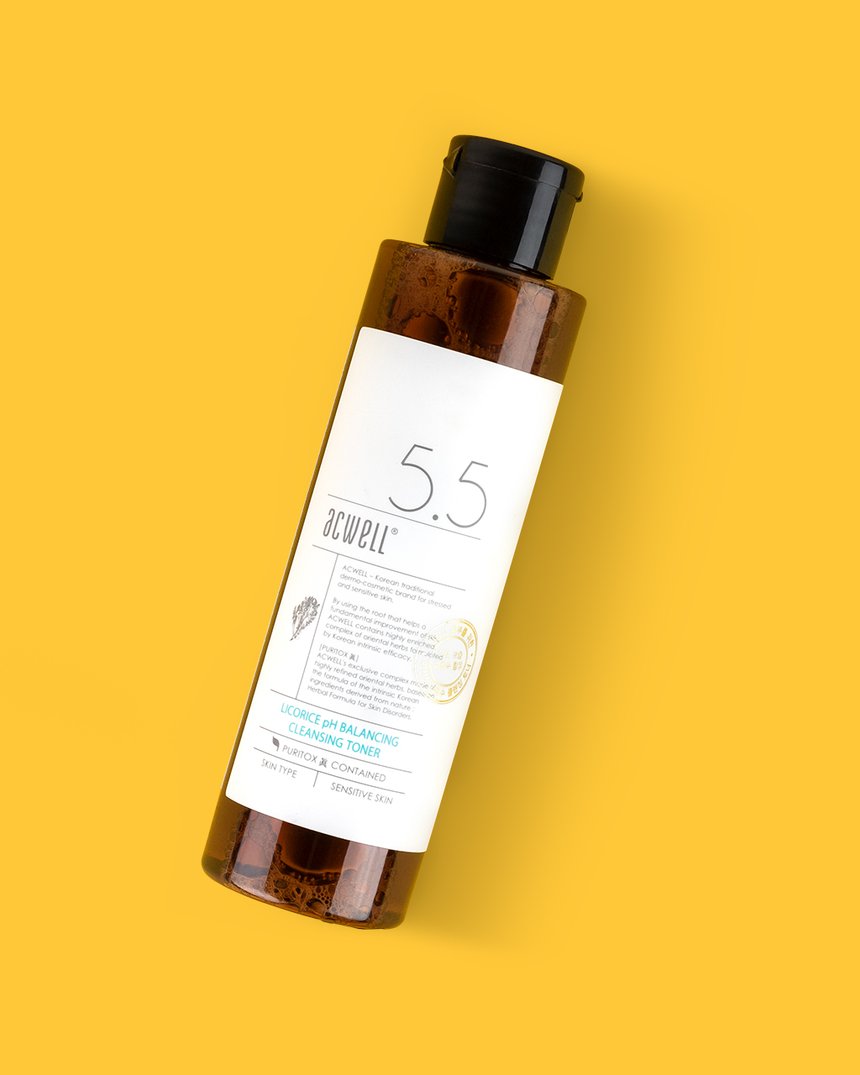 5.5
acwell®
ACWELL – Korean traditional
dermo-cosmetic brand for stressed
and sensitive skin.
By using the root that helps a
fundamental improvement of
ACWELL contains highly enriched
complex of oriental herbs formulated
by Korean intrinsic efficacy.
[PURITOX 眞]
ACWELL's exclusive complex made
highly refined oriental herbs, based
the formula of the intrinsic Korean
ingredients derived from nature
Herbal Formula for Skin Disorders.
LICORICE pH BALANCING
CLEANSING TONER
PURITOX 眞 CONTAINED
SKIN TYPE
SENSITIVE SKIN